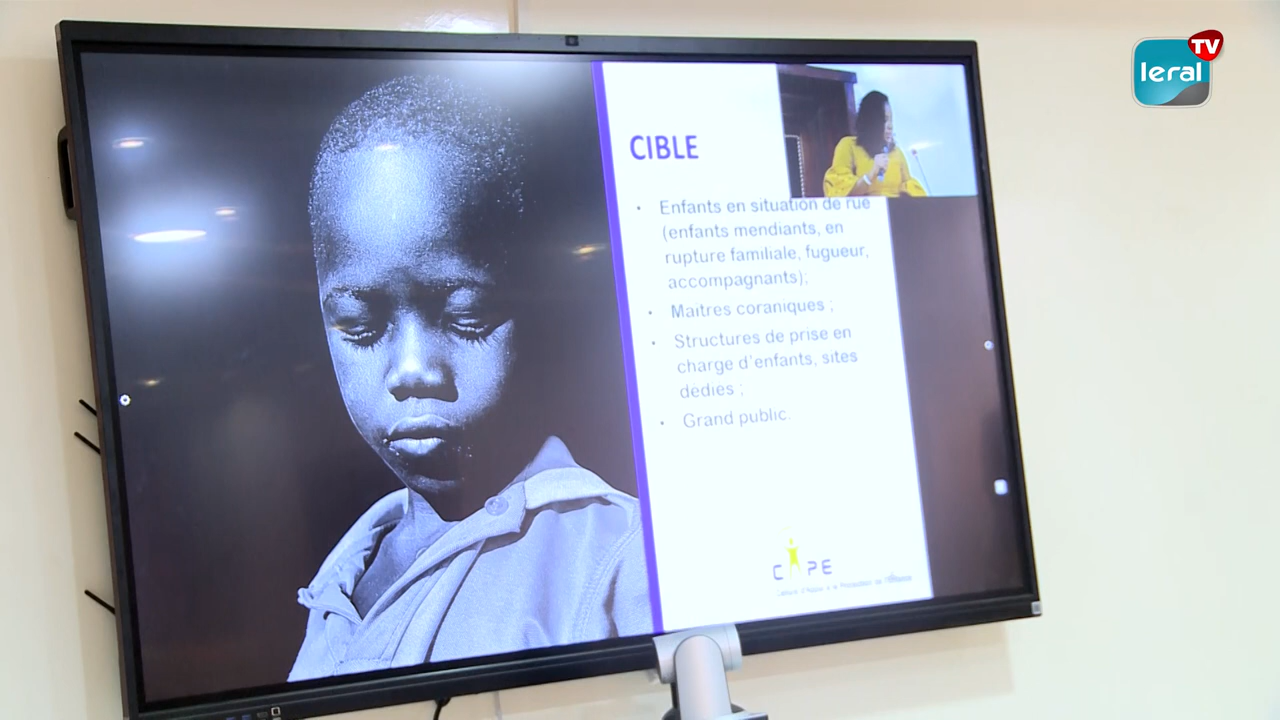 leral
TV
CIBLE
• Enfants en situation de rue
(enfants mendiants, en
rupture familiale, fugueur,
accompagnants);
• Maitres coraniques ;
• Structures de prise en
charge d'enfants, sites
dédiés ;
• Grand public.
CAPE